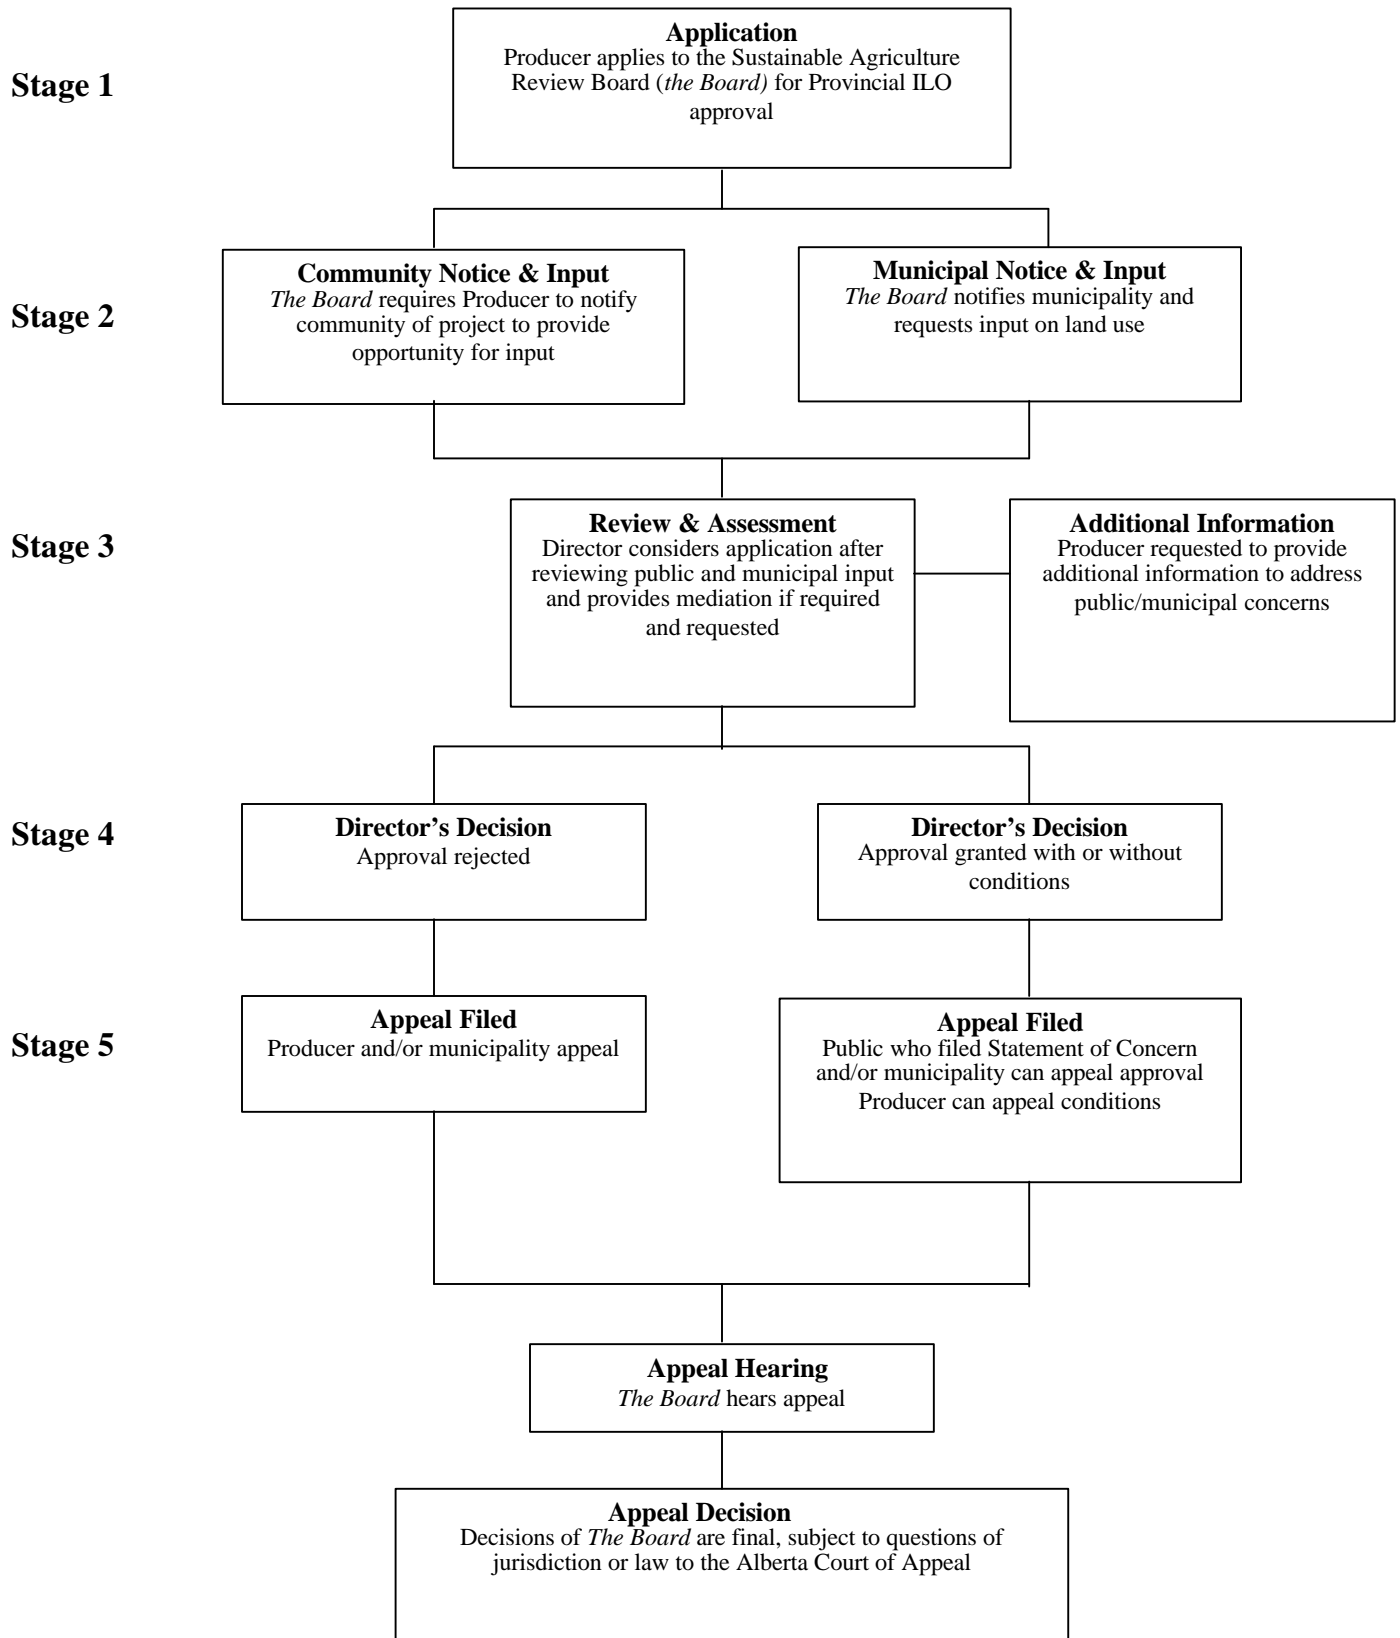 Stage 1
Application
Producer applies to the Sustainable Agriculture
Review Board (the Board) for Provincial ILO
approval
Stage 2
Community Notice & Input
The Board requires Producer to notify
community of project to provide
opportunity for input
Municipal Notice & Input
The Board notifies municipality and
requests input on land use
Stage 3
Review & Assessment
Director considers application after
reviewing public and municipal input
and provides mediation if required
and requested
Additional Information
Producer requested to provide
additional information to address
public/municipal concerns
Stage 4
Director’s Decision
Approval rejected
Director’s Decision
Approval granted with or without
conditions
Stage 5
Appeal Filed
Producer and/or municipality appeal
Appeal Filed
Public who filed Statement of Concern
and/or municipality can appeal approval
Producer can appeal conditions
Appeal Hearing
The Board hears appeal
Appeal Decision
Decisions of The Board are final, subject to questions of
jurisdiction or law to the Alberta Court of Appeal